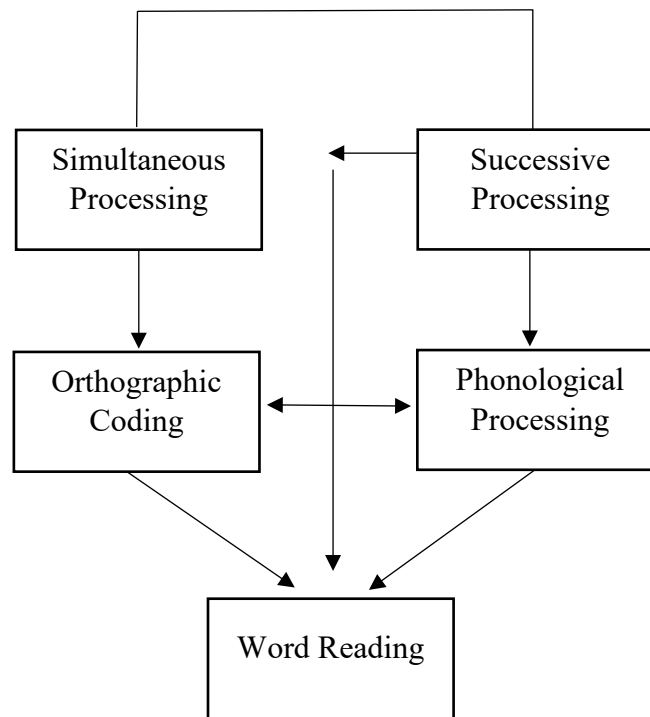 Simultaneous
Processing
Successive
Processing
Orthographic
Coding
Phonological
Processing
Word Reading